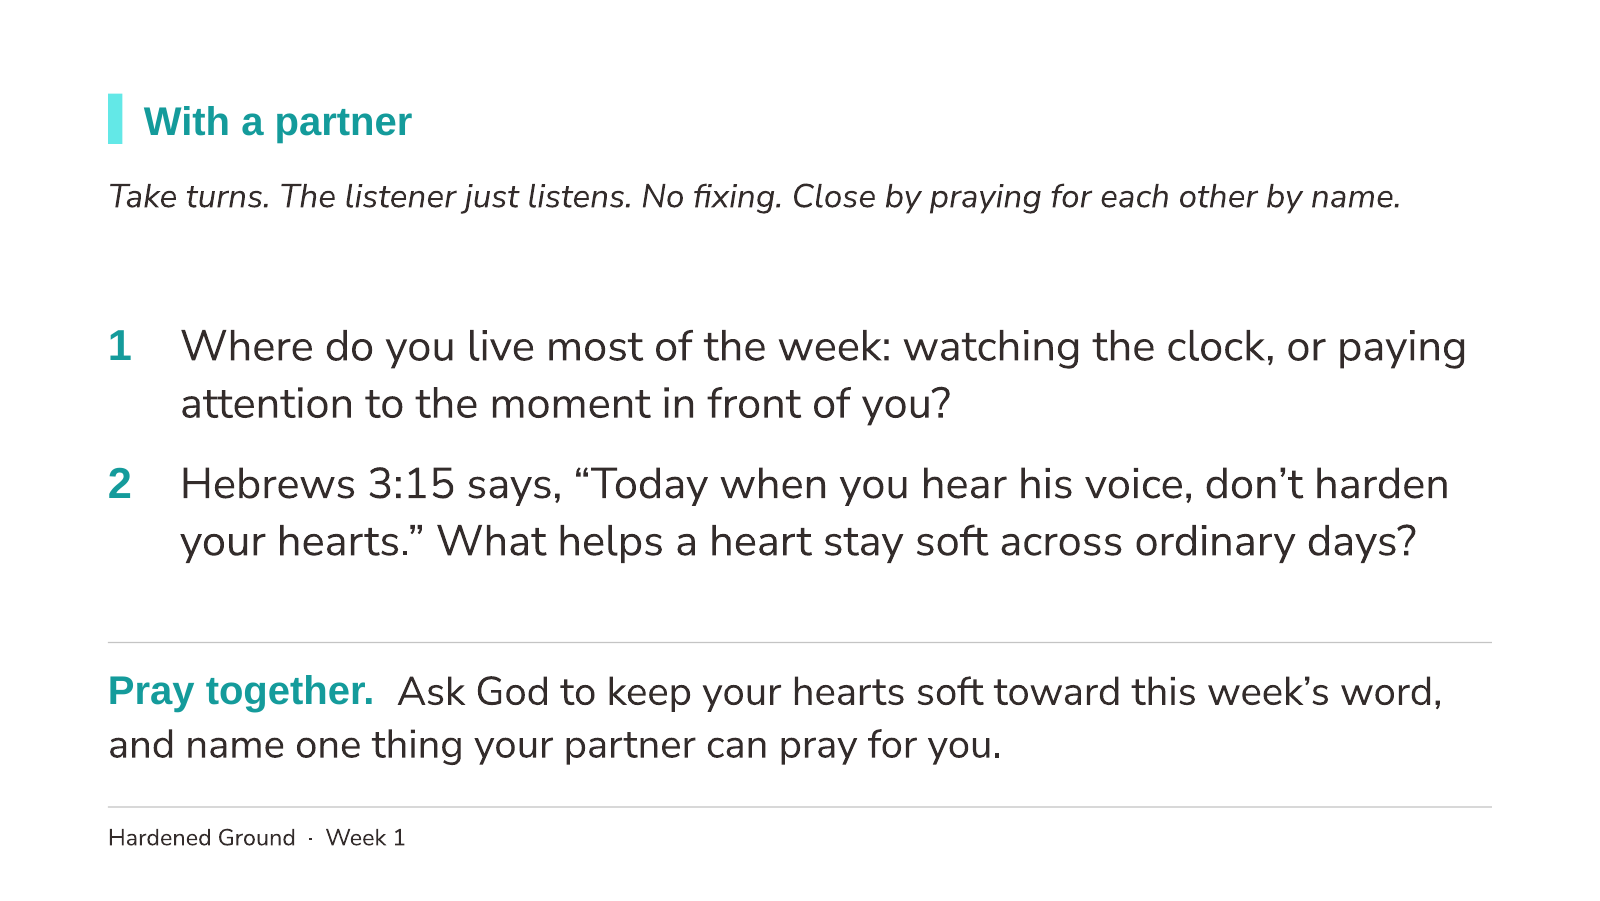 With a partner
Take turns. The listener just listens. No fixing. Close by praying for each other by name.
1 Where do you live most of the week: watching the clock, or paying
attention to the moment in front of you?
2 Hebrews 3:15 says, “Today when you hear his voice, don’t harden
your hearts.” What helps a heart stay soft across ordinary days?
Pray together. Ask God to keep your hearts soft toward this week’s word,
and name one thing your partner can pray for you.
Hardened Ground · Week 1